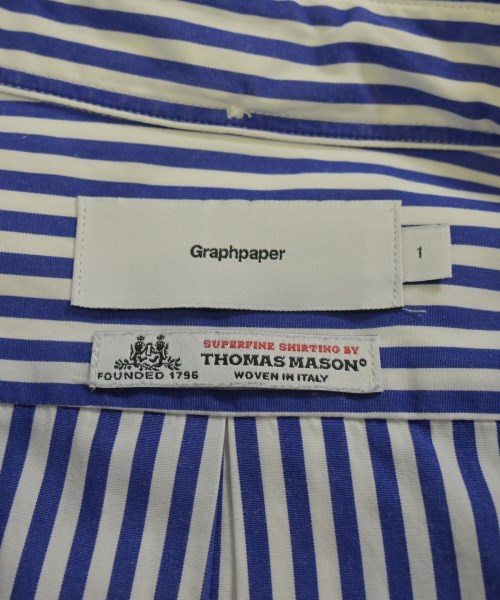 Graphpaper
1
SUPERFINE SHIRTING BY
THOMAS MASON®
FOUNDED 1796
WOVEN IN ITALY